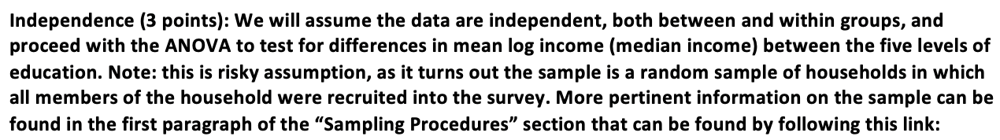 Independence (3 points): We will assume the data are independent, both between and within groups, and
proceed with the ANOVA to test for differences in mean log income (median income) between the five levels of
education. Note: this is risky assumption, as it turns out the sample is a random sample of households in which
all members of the household were recruited into the survey. More pertinent information on the sample can be
found in the first paragraph of the “Sampling Procedures” section that can be found by following this link: